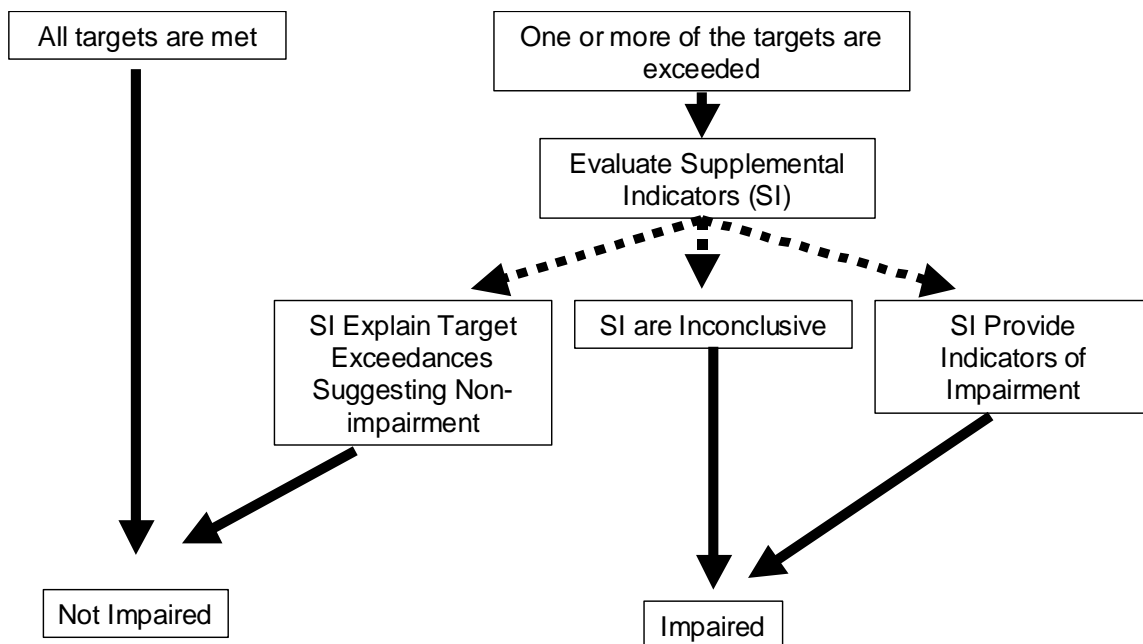 All targets are met
One or more of the targets are
exceeded
Evaluate Supplemental
Indicators (SI)
SI Explain Target
Exceedances
Suggesting Non-
impairment
SI are Inconclusive
SI Provide
Indicators of
Impairment
Not Impaired
Impaired